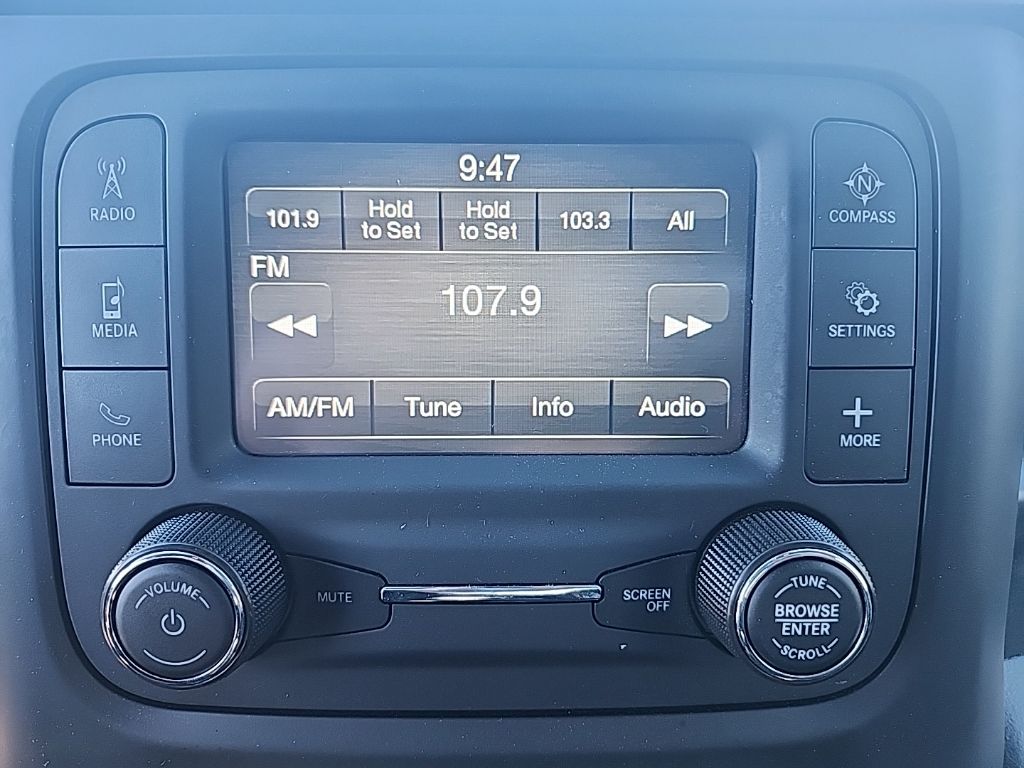 9:47
101.9
Hold
to Set
Hold
to Set
103.3
All
FM
107.9
AM/FM
Tune
Info
Audio
RADIO
MEDIA
PHONE
N
COMPASS
SETTINGS
MORE
VOLUME
MUTE
SCREEN
OFF
TUNE
BROWSE
ENTER
SCROLL